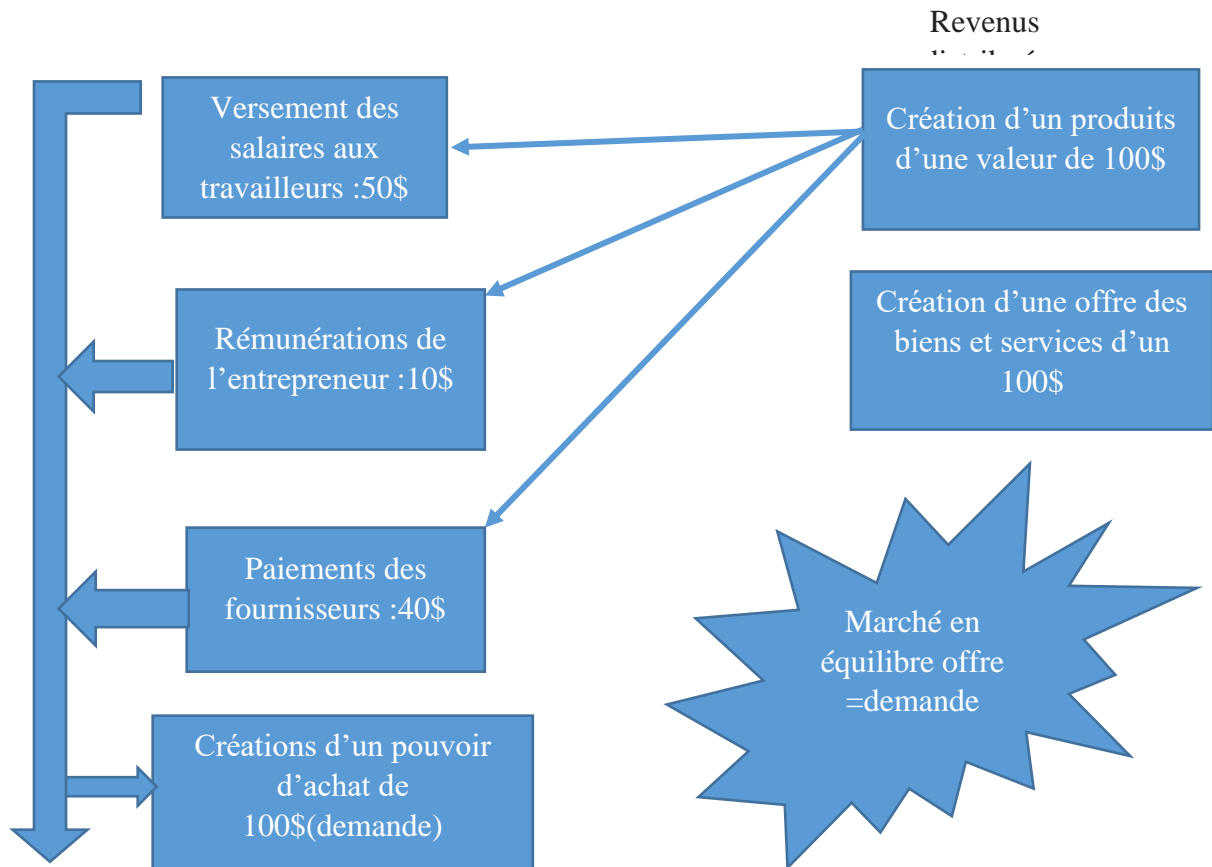 Revenus
Versement des
salaires aux
travailleurs :50$
Création d’un produits
d’une valeur de 100$
Rémunérations de
l’entrepreneur :10$
Création d’une offre des
biens et services d’un
100$
Paiements des
fournisseurs :40$
Marché en
équilibre offre
=demande
Créations d’un pouvoir
d’achat de
100$(demande)